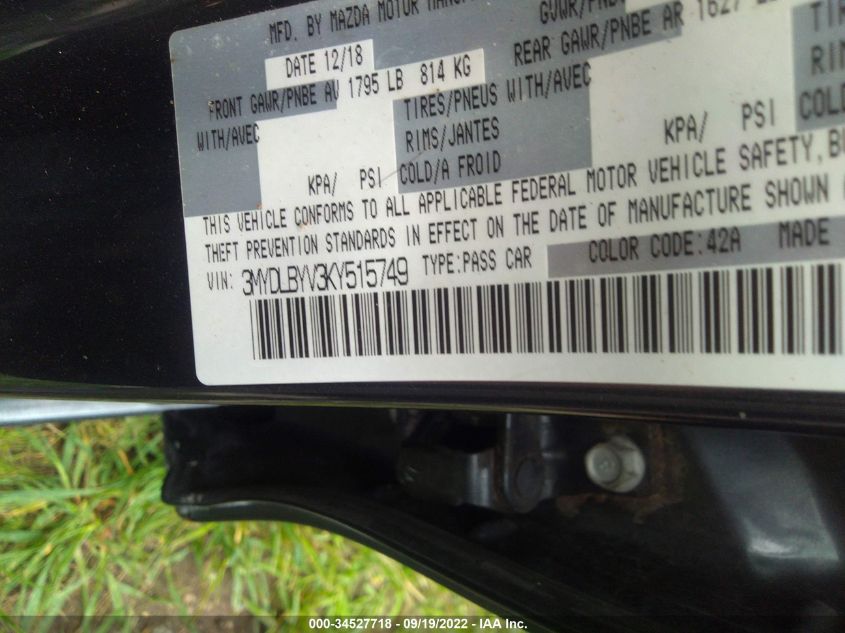 MFD. BY MAZDA MOTOR
GVWR/PNBV
DATE 12/18
FRONT GAWR/PNBE AV 1795 LB 814 KG
REAR GAWR/PNBE AR 1627
WITH/AVEC
TIRES/PNEUS WITH/AVEC
RIMS/JANTES
COLD/A FROID
KPA/ PSI
KPA/ PSI
COLD
THIS VEHICLE CONFORMS TO ALL APPLICABLE FEDERAL MOTOR VEHICLE SAFETY,
THEFT PREVENTION STANDARDS IN EFFECT ON THE DATE OF MANUFACTURE SHOWN
VIN: 3MYDLBYV3KY515749 TYPE:PASS CAR COLOR CODE:42A MADE
000-34527718 - 09/19/2022 - IAA Inc.